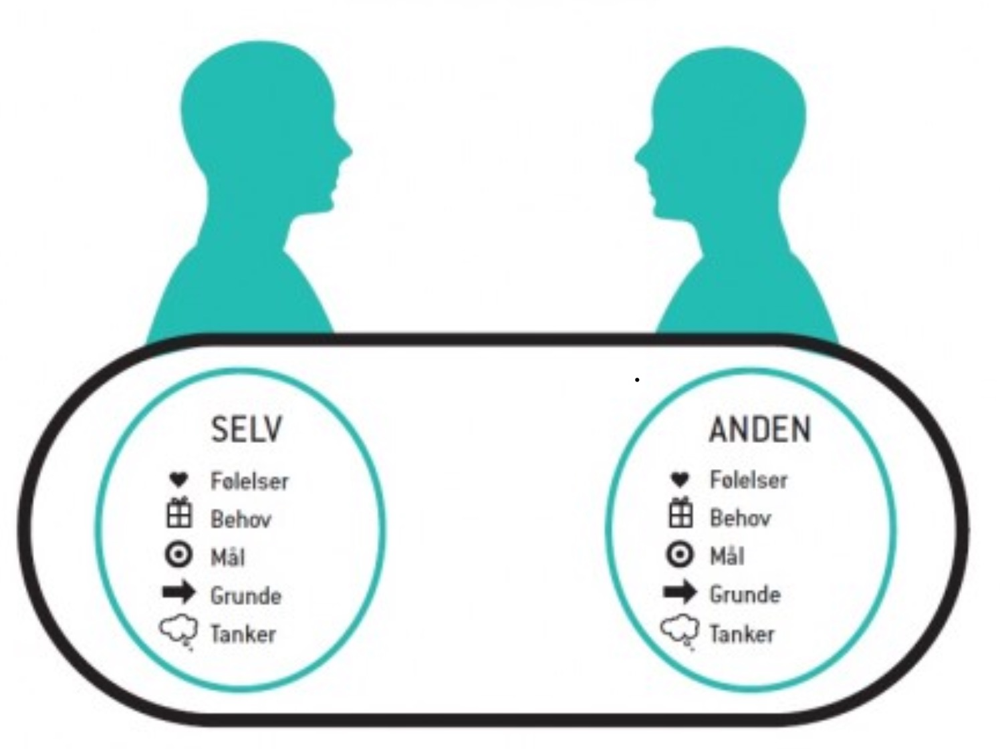 SELV
Følelser
Behov
Mål
Grunde
Tanker
ANDEN
Følelser
Behov
Mål
Grunde
Tanker